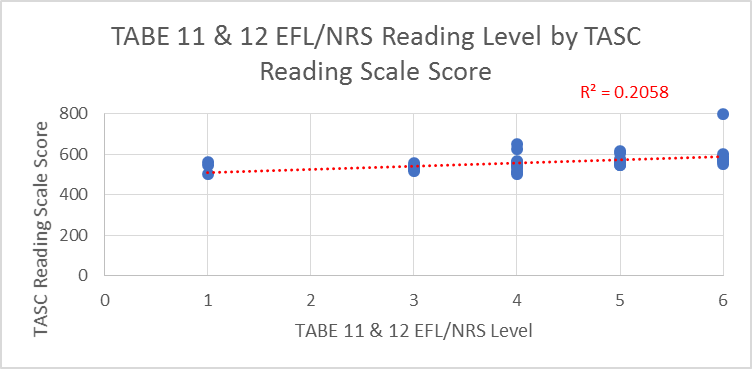 TABE 11 & 12 EFL/NRS Reading Level by TASC
Reading Scale Score
R² = 0.2058
TASC Reading Scale Score
800
600
400
200
0
0 1 2 3 4 5 6
TABE 11 & 12 EFL/NRS Level